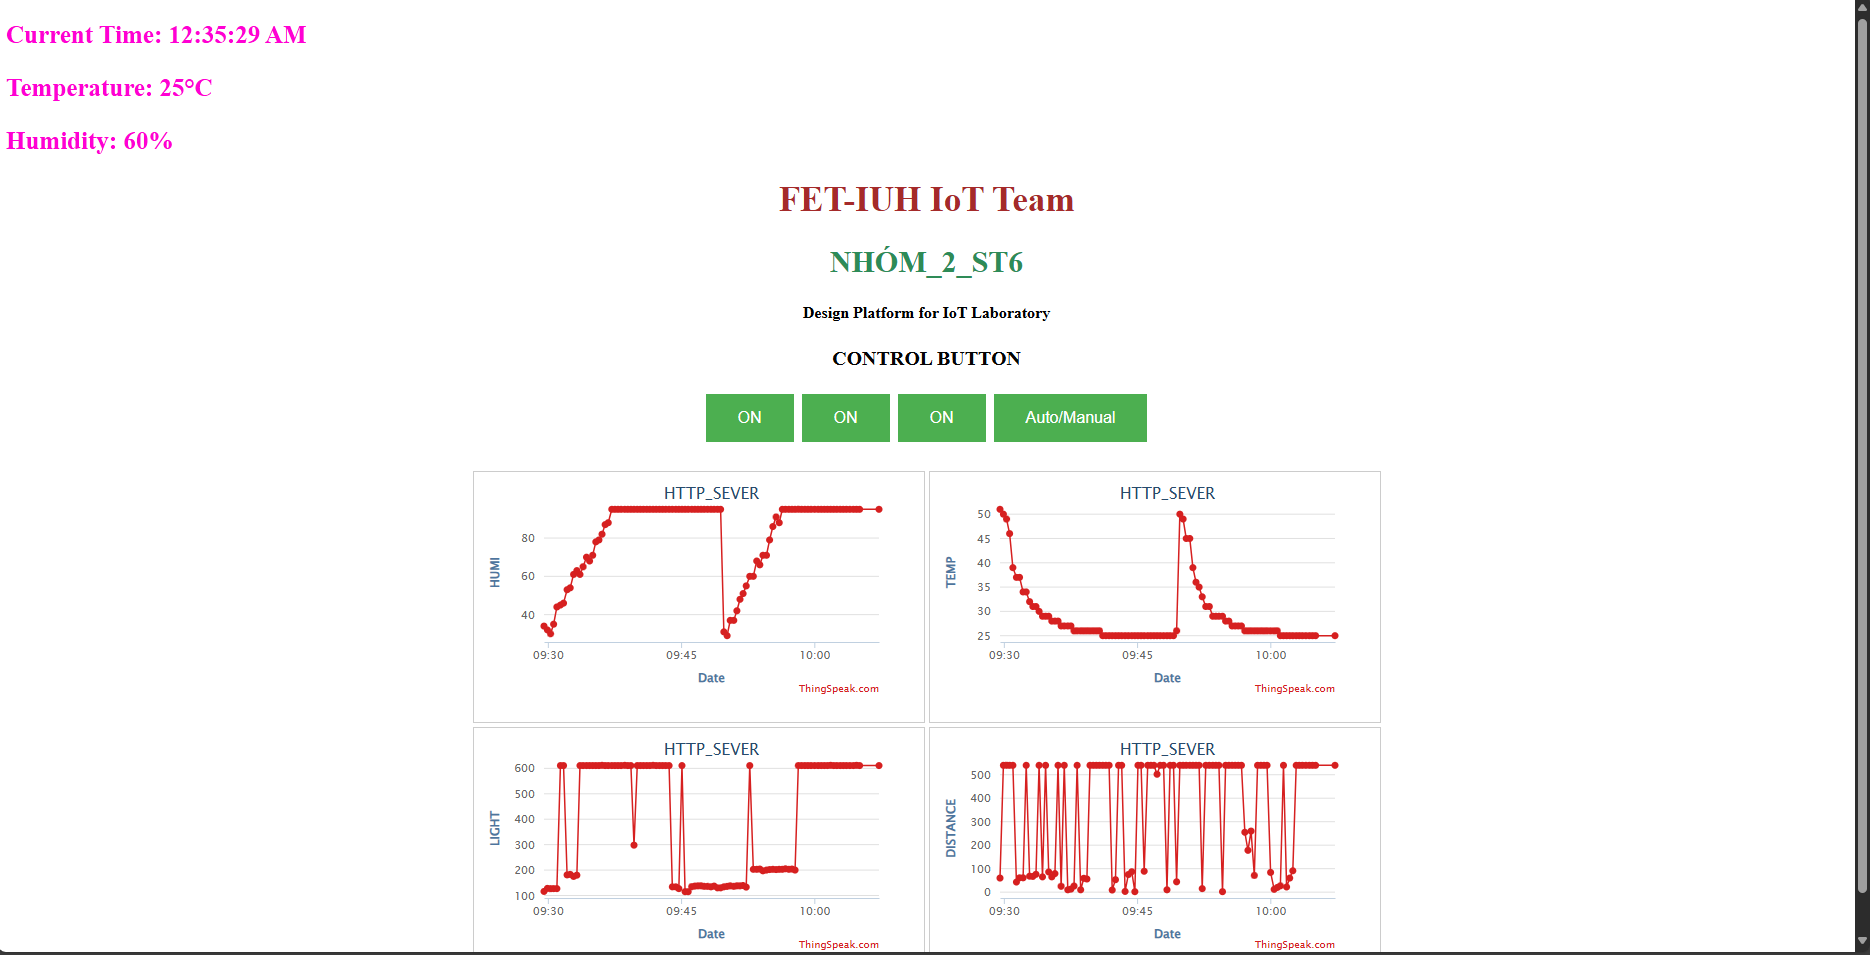 Current Time: 12:35:29 AM
Temperature: 25°C
Humidity: 60%
FET-IUH IoT Team
NHÓM_2_ST6
Design Platform for IoT Laboratory
CONTROL BUTTON
ON ON ON Auto/Manual
HTTP_SEVER
HUMI
80
60
40
09:30 09:45 10:00
Date
ThingSpeak.com
HTTP_SEVER
TEMP
50
45
40
35
30
25
09:30 09:45 10:00
Date
ThingSpeak.com
HTTP_SEVER
LIGHT
600
500
400
300
200
100
09:30 09:45 10:00
Date
ThingSpeak.com
HTTP_SEVER
DISTANCE
500
400
300
200
100
0
09:30 09:45 10:00
Date
ThingSpeak.com